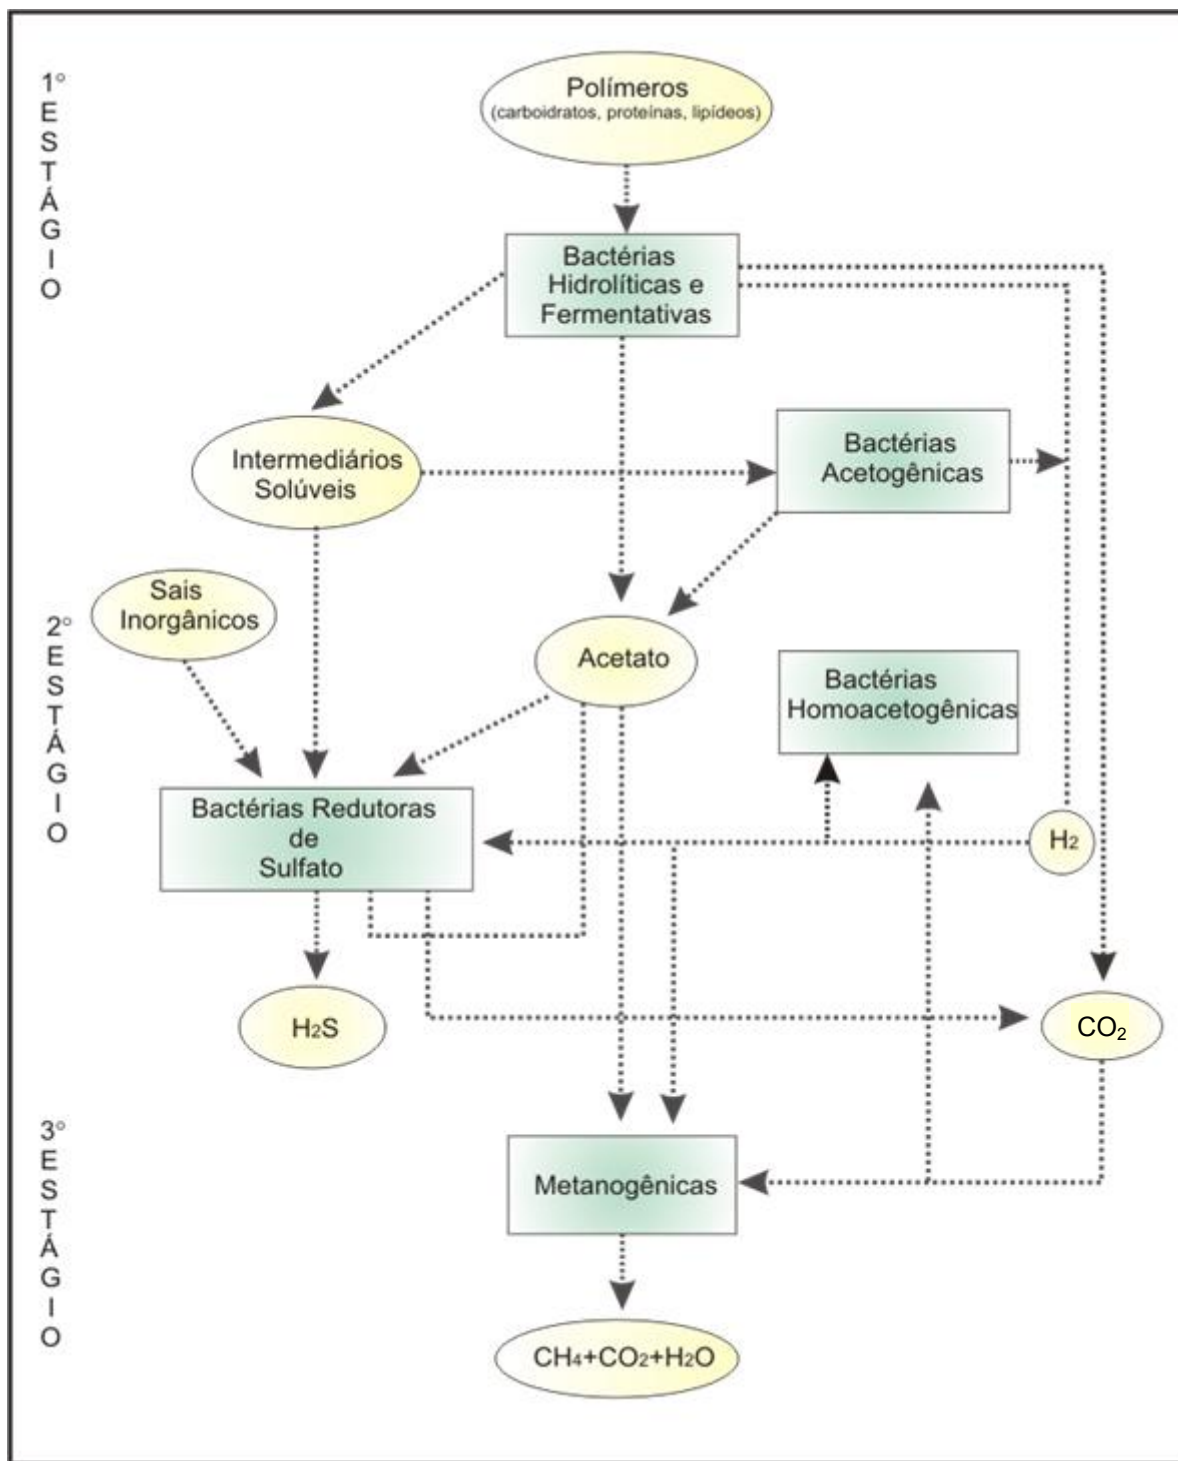 1°
E
S
T
Á
G
I
O
Polímeros
(carboidratos, proteínas, lipídeos)
Bactérias
Hidrolíticas e
Fermentativas
Intermediários
Solúveis
Bactérias
Acetogênicas
2°
E
S
T
Á
G
I
O
Sais
Inorgânicos
Acetato
Bactérias
Homoacetogênicas
Bactérias Redutoras
de
Sulfato
H₂
H₂S
CO₂
3°
E
S
T
Á
G
I
O
Metanogênicas
CH₄+CO₂+H₂O